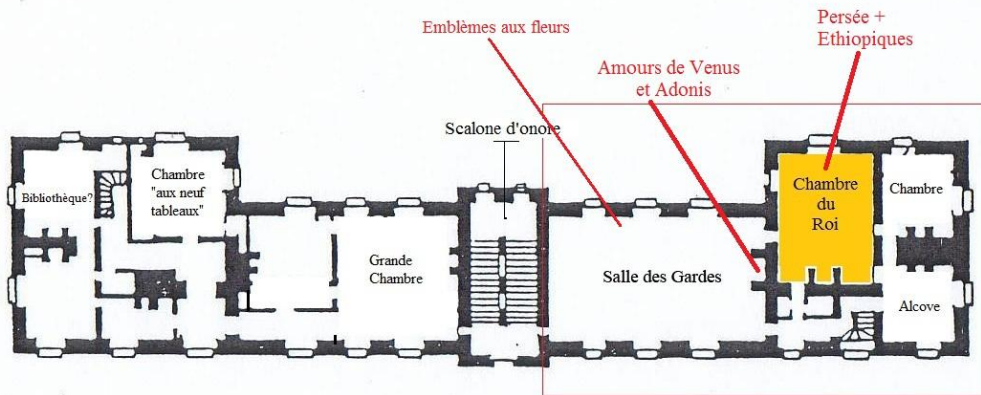 Persée +
Ethiopiques
Emblèmes aux fleurs
Amours de Venus
et Adonis
Scalone d'onore
Bibliothèque?
Chambre
"aux neuf
tableaux"
Grande
Chambre
Salle des Gardes
Chambre
du
Roi
Chambre
Alcove